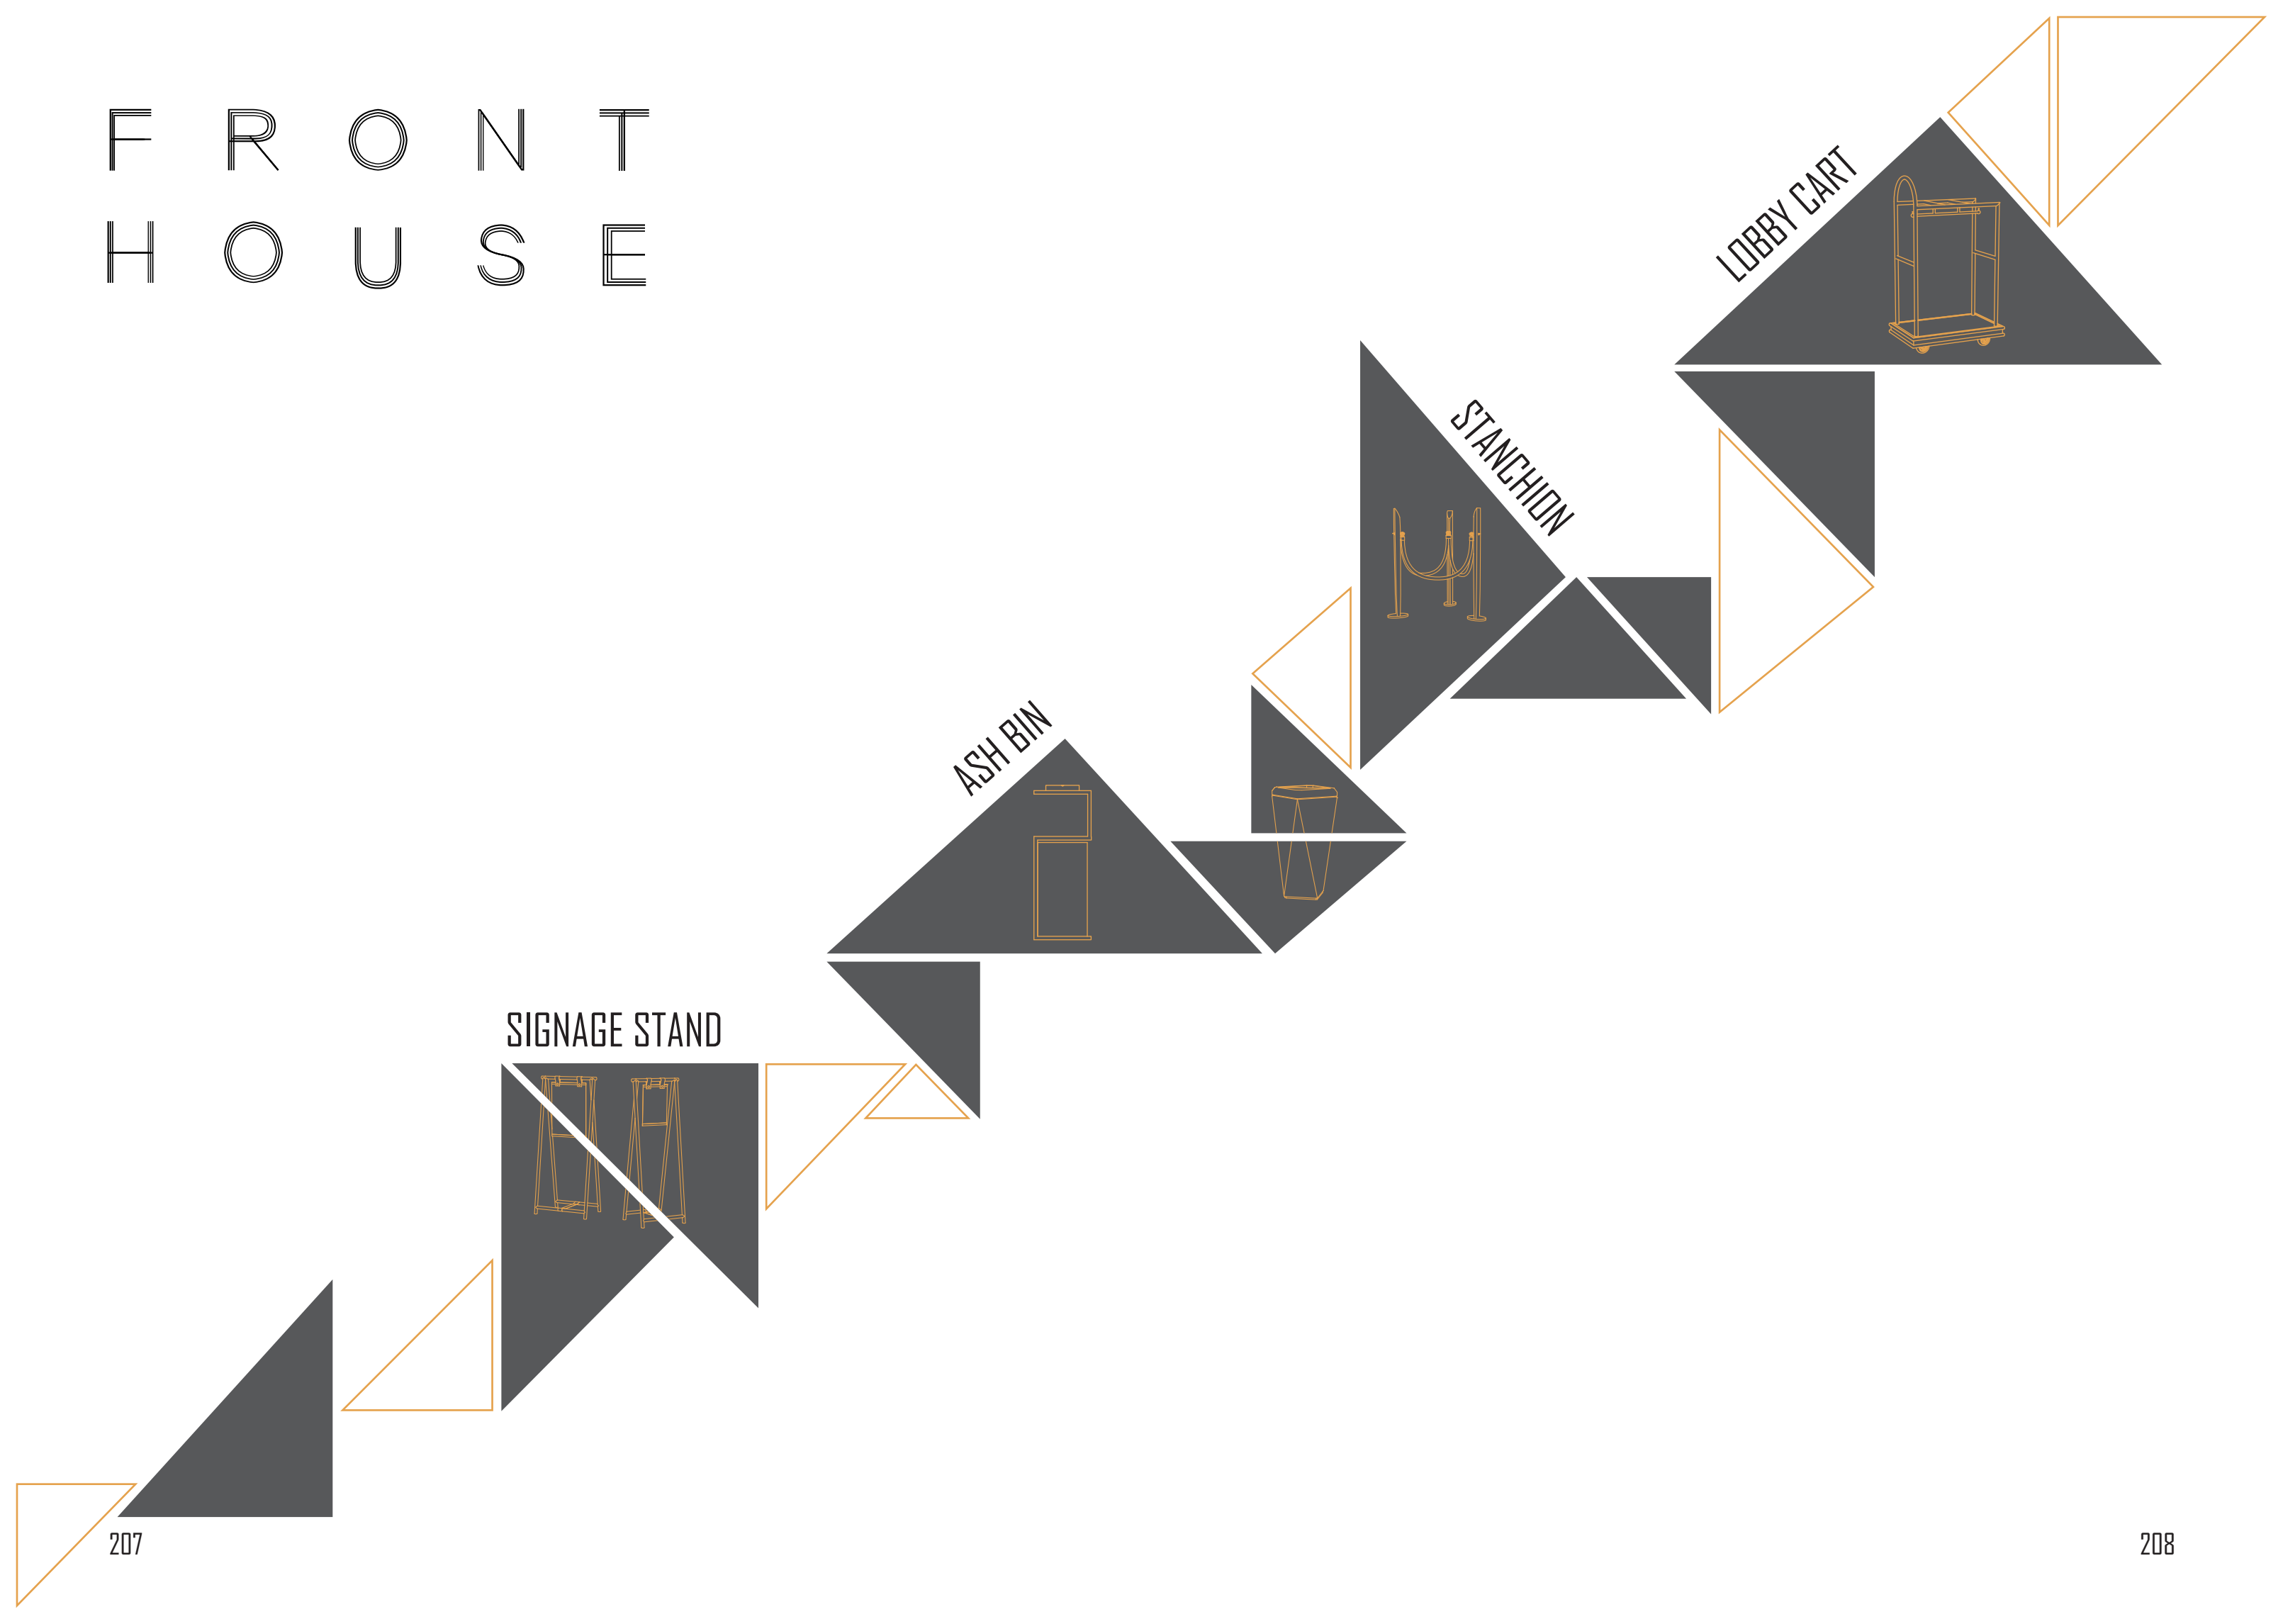 FRONT
HOUSE
LOBBY CART
STANCHION
ASH BIN
SIGNAGE STAND
207
208